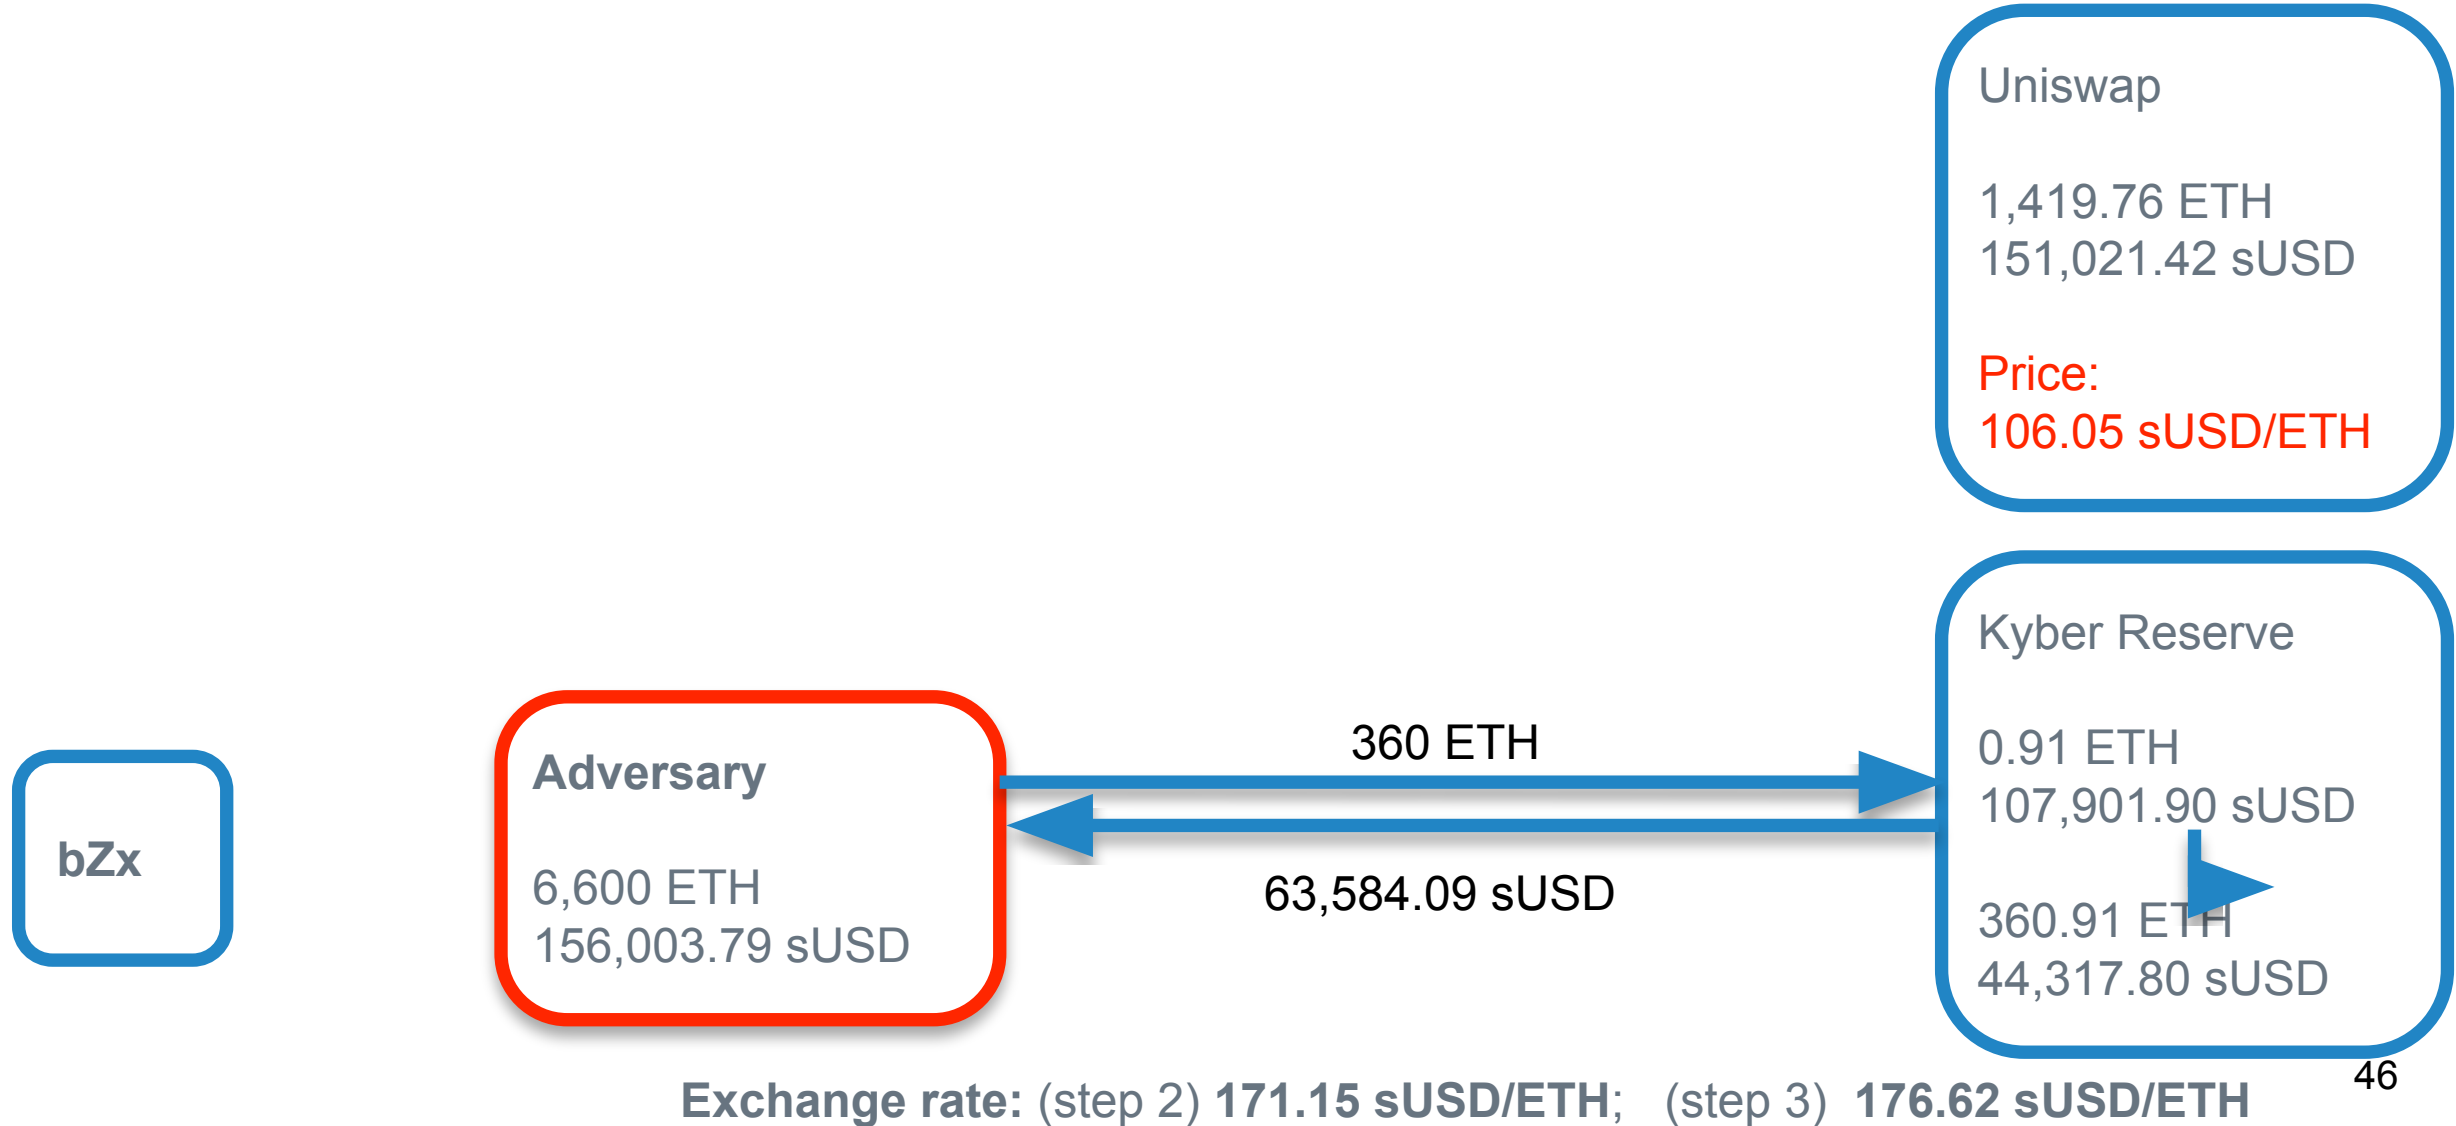 Uniswap
1,419.76 ETH
151,021.42 sUSD
Price:
106.05 sUSD/ETH
bZx
Adversary
6,600 ETH
156,003.79 sUSD
360 ETH
63,584.09 sUSD
Kyber Reserve
0.91 ETH
107,901.90 sUSD
360.91 ETH
44,317.80 sUSD
Exchange rate: (step 2) 171.15 sUSD/ETH; (step 3) 176.62 sUSD/ETH
46